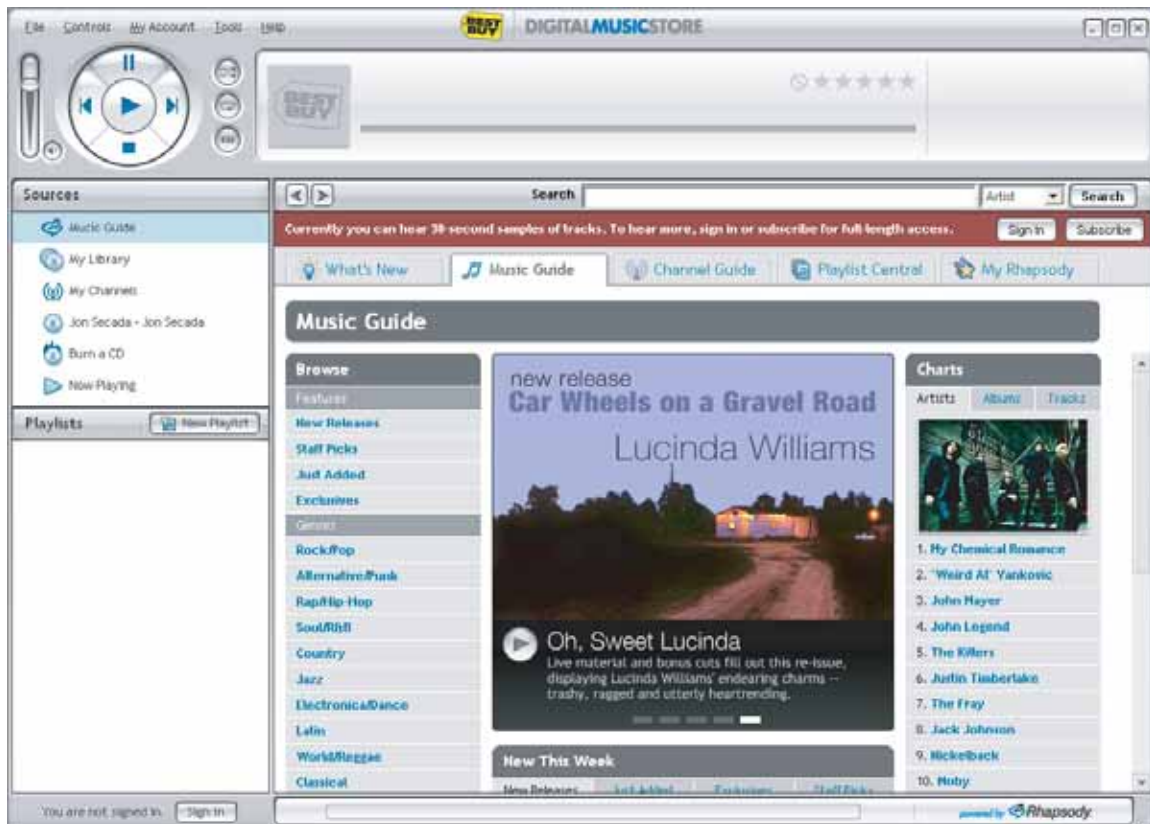 File Controls My Account Tools Help
BEST BUY DIGITALMUSICSTORE
BEST BUY
Sources
Music Guide
My Library
My Channels
Jon Secada - Jon Secada
Burn a CD
Now Playing
Playlists New Playlist
Search Artist Search
Currently you can hear 30 second samples of tracks. To hear more, sign in or subscribe for full-length access. Sign In Subscribe
What's New Music Guide Channel Guide Playlist Central My Rhapsody
Music Guide
Browse
Features
New Releases
Staff Picks
Just Added
Exclusives
Genres
Rock/Pop
Alternative/Punk
Rap/Hip-Hop
Soul/R&B
Country
Jazz
Electronica/Dance
Latin
World/Reggae
Classical
new release
Car Wheels on a Gravel Road
Lucinda Williams
Oh, Sweet Lucinda
Live material and bonus cuts fill out this re-issue,
displaying Lucinda Williams' endearing charms --
trashy, ragged and utterly heartrending.
New This Week
New Releases Just Added Exclusives Staff Picks
Charts
Artists Albums Tracks
1. My Chemical Romance
2. "Weird Al" Yankovic
3. John Mayer
4. John Legend
5. The Killers
6. Justin Timberlake
7. The Fray
8. Jack Johnson
9. Nickelback
10. Moby
You are not signed in. Sign In
powered by Rhapsody